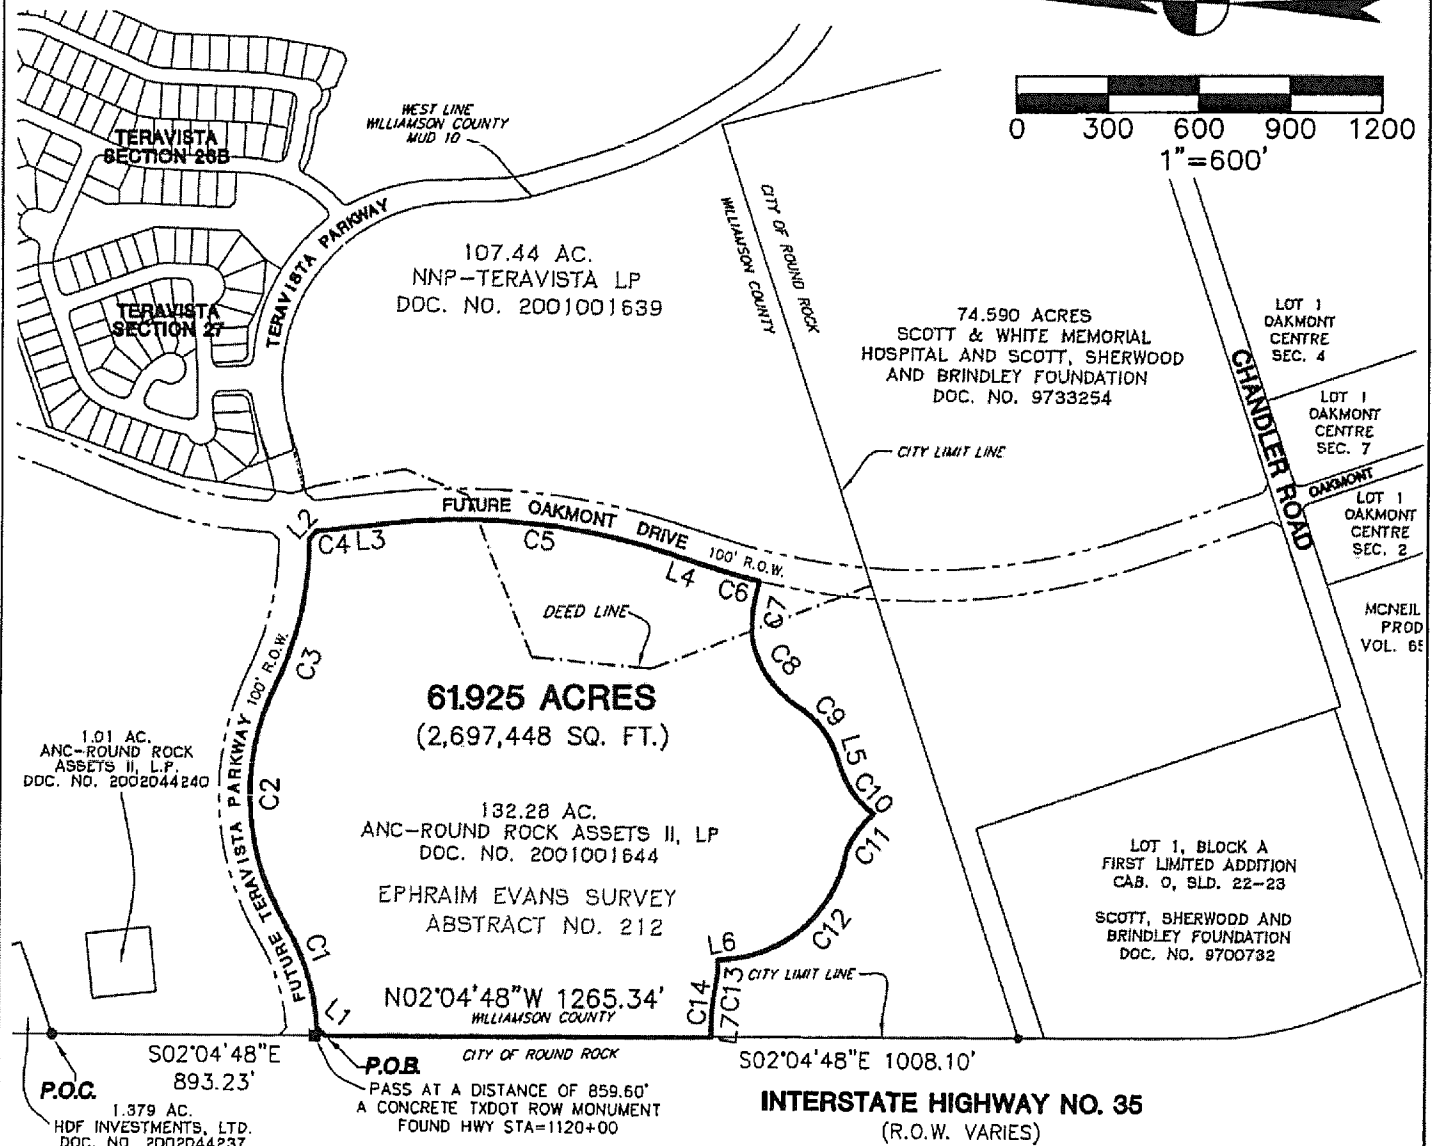 WEST LINE
WILLIAMSON COUNTY
MUD 10
0 300 600 900 1200
1"=600'
TERAVISTA
SECTION 26B
TERAVISTA PARKWAY
CITY OF ROUND ROCK
WILLIAMSON COUNTY
107.44 AC.
NNP-TERAVISTA LP
DOC. NO. 2001001639
TERAVISTA
SECTION 27
74.590 ACRES
SCOTT & WHITE MEMORIAL
HOSPITAL AND SCOTT, SHERWOOD
AND BRINDLEY FOUNDATION
DOC. NO. 9733254
LOT 1
OAKMONT
CENTRE
SEC. 4
CHANDLER ROAD
LOT 1
OAKMONT
CENTRE
SEC. 7
CITY LIMIT LINE
OAKMONT
LOT 1
OAKMONT
CENTRE
SEC. 2
FUTURE OAKMONT DRIVE 100' R.O.W.
L2
C4 L3
C5
L4
C6
C7
DEED LINE
MCNEIL
PROD
VOL. 65
C3
C8
61.925 ACRES
(2,697,448 SQ. FT.)
C9
L5
C10
1.01 AC.
ANC-ROUND ROCK
ASSETS II, L.P.
DOC. NO. 2002044240
FUTURE TERAVISTA PARKWAY 100' R.O.W.
C2
132.28 AC.
ANC-ROUND ROCK ASSETS II, LP
DOC. NO. 2001001644
C11
LOT 1, BLOCK A
FIRST LIMITED ADDITION
CAB. O, SLD. 22-23
EPHRAIM EVANS SURVEY
ABSTRACT NO. 212
SCOTT, SHERWOOD AND
BRINDLEY FOUNDATION
DOC. NO. 9700732
C1
C12
L6
CITY LIMIT LINE
C14
L7
C13
N02°04'48"W 1265.34'
L1
WILLIAMSON COUNTY
S02°04'48"E
893.23'
CITY OF ROUND ROCK
S02°04'48"E 1008.10'
P.O.C.
P.O.B.
PASS AT A DISTANCE OF 859.60'
A CONCRETE TXDOT ROW MONUMENT
FOUND HWY STA=1120+00
INTERSTATE HIGHWAY NO. 35
(R.O.W. VARIES)
1.379 AC.
HDF INVESTMENTS, LTD.
DOC. NO. 2002044237